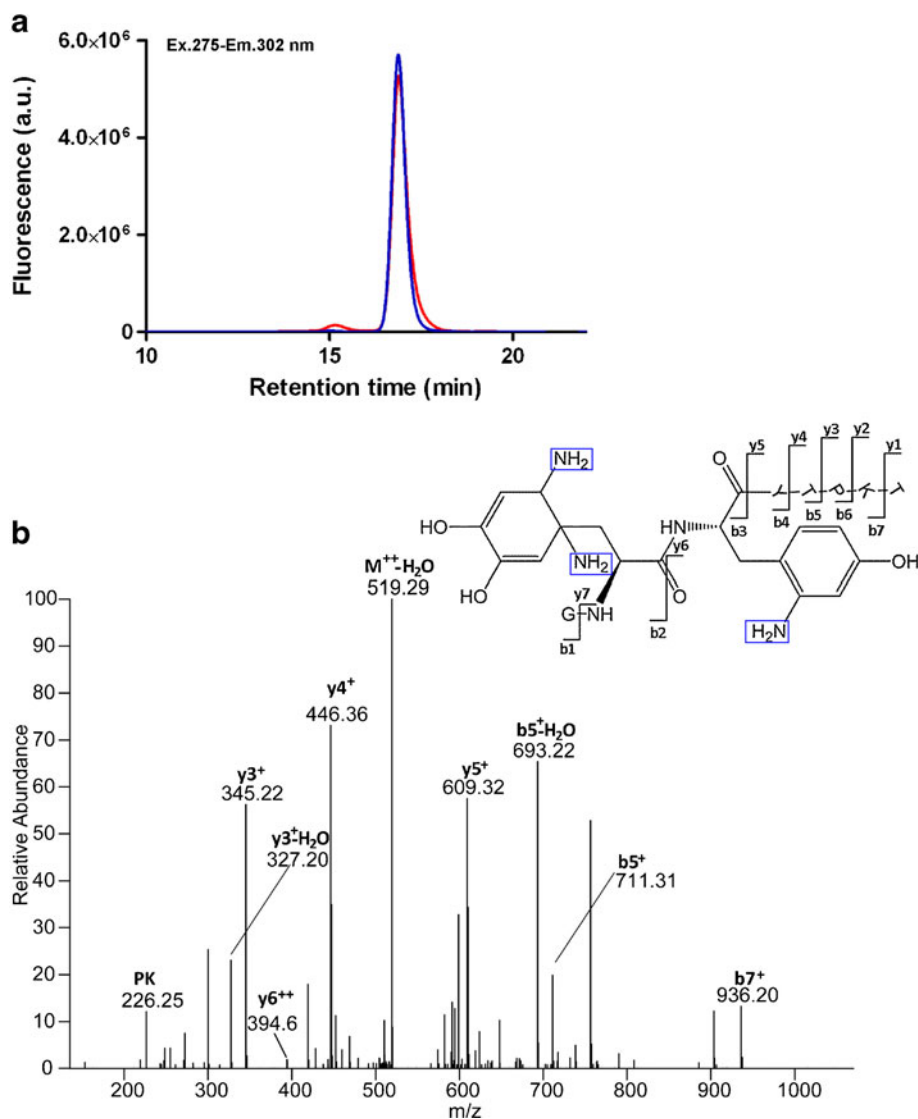 a
Ex.275-Em.302 nm
6.0×10⁶
4.0×10⁶
2.0×10⁶
0
Fluorescence (a.u.)
10 15 20
Retention time (min)
NH₂
HO
HO
NH₂
G-NH
y7
b1
O
y6
b2
HN
O
y5
b3
y4
b4
y3
b5
y2
b6
y1
b7
Y T P K T
OH
H₂N
b
M⁺⁺-H₂O
519.29
y4⁺
446.36
y3⁺
345.22
y3⁺-H₂O
327.20
PK
226.25
y6⁺⁺
394.6
y5⁺
609.32
b5⁺-H₂O
693.22
b5⁺
711.31
b7⁺
936.20
100
90
80
70
60
50
40
30
20
10
0
Relative Abundance
200 300 400 500 600 700 800 900 1000
m/z